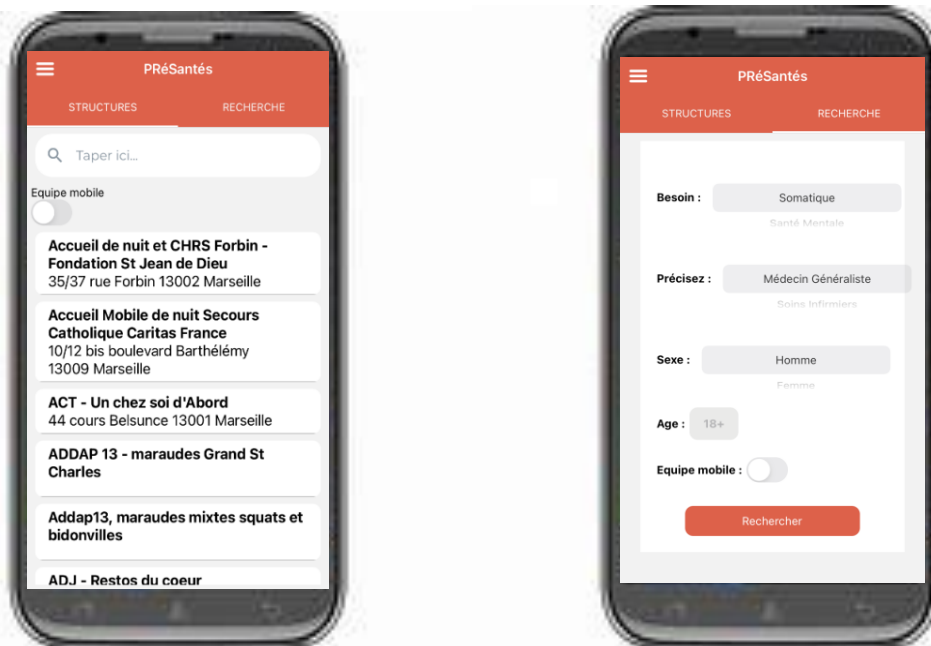 PRéSantés
STRUCTURES RECHERCHE
Taper ici...
Equipe mobile
Accueil de nuit et CHRS Forbin -
Fondation St Jean de Dieu
35/37 rue Forbin 13002 Marseille
Accueil Mobile de nuit Secours
Catholique Caritas France
10/12 bis boulevard Barthélémy
13009 Marseille
ACT - Un chez soi d'Abord
44 cours Belsunce 13001 Marseille
ADDAP 13 - maraudes Grand St
Charles
Addap13, maraudes mixtes squats et
bidonvilles
ADJ - Restos du coeur
PRéSantés
STRUCTURES RECHERCHE
Besoin : Somatique
Santé Mentale
Précisez : Médecin Généraliste
Soins Infirmiers
Sexe : Homme
Femme
Age : 18+
Equipe mobile :
Rechercher